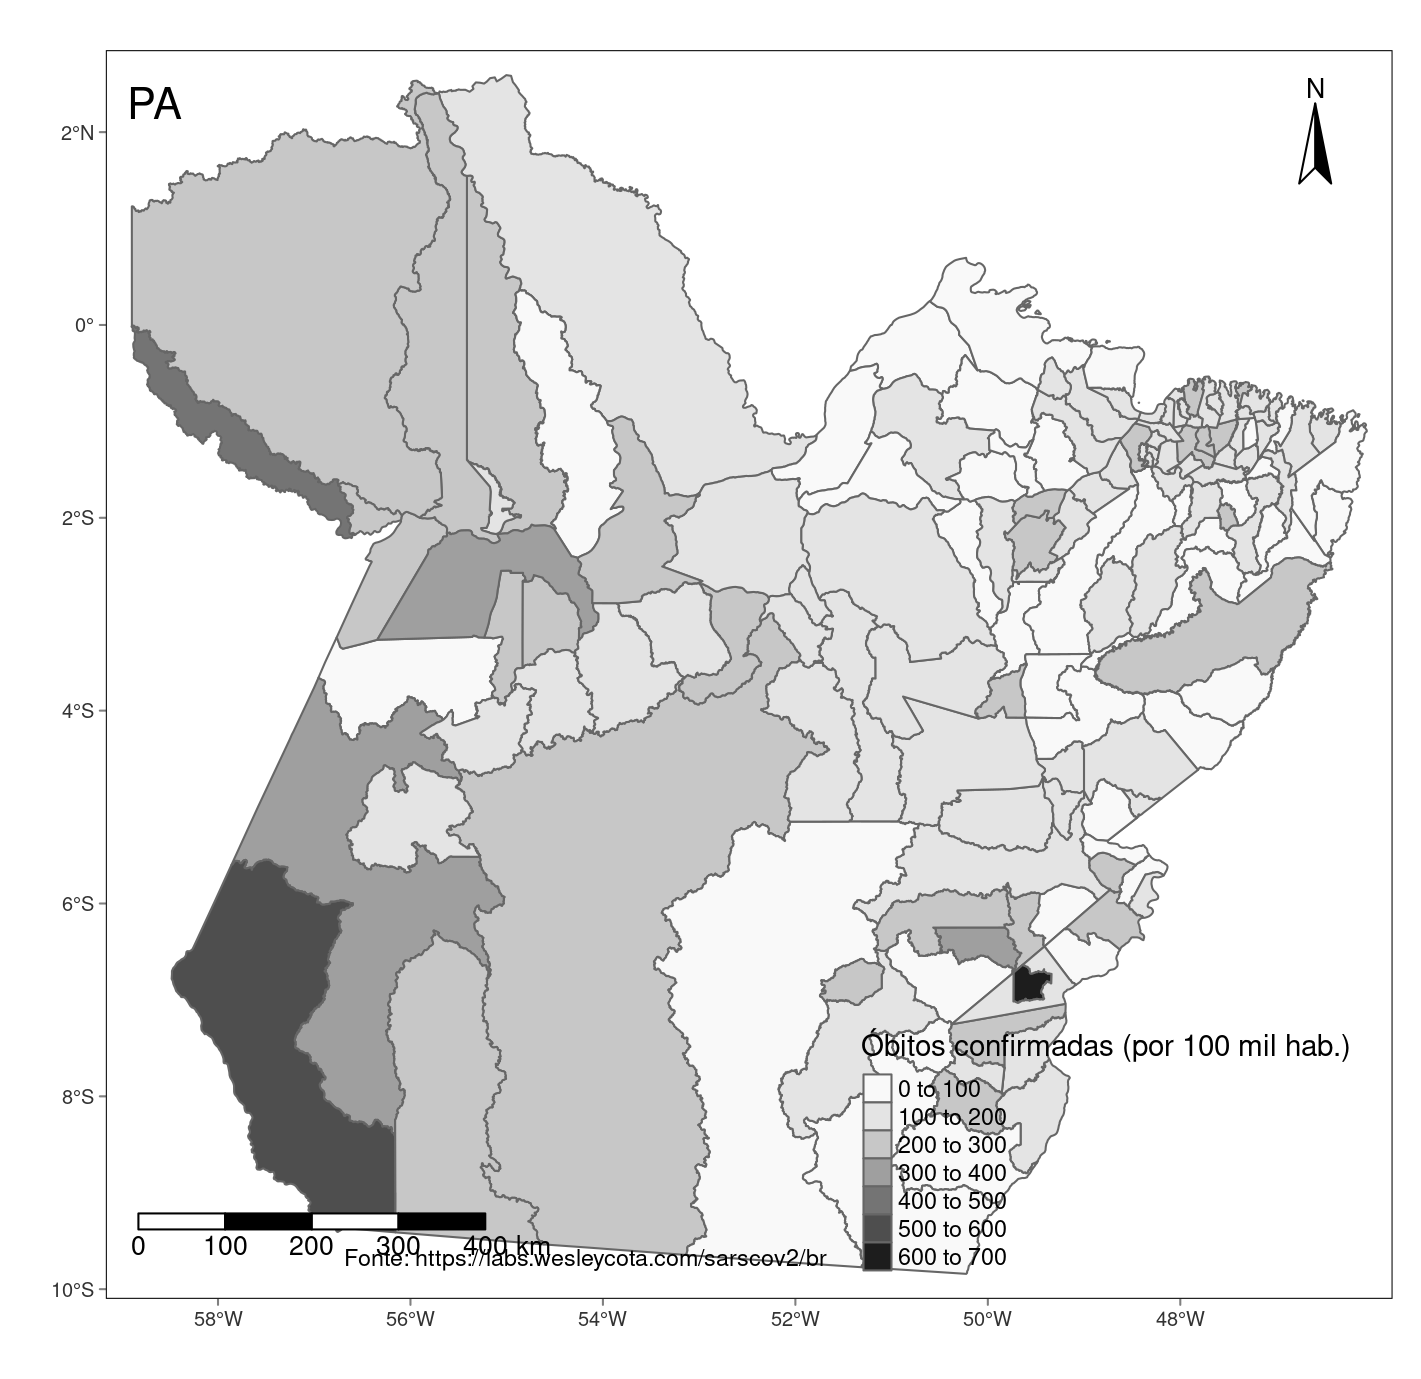 PA
N
2°N
0°
2°S
4°S
6°S
8°S
10°S
Óbitos confirmadas (por 100 mil hab.)
0 to 100
100 to 200
200 to 300
300 to 400
400 to 500
500 to 600
600 to 700
0 100 200 300 400 km
Fonte: https://labs.wesleycota.com/sarscov2/br
58°W 56°W 54°W 52°W 50°W 48°W